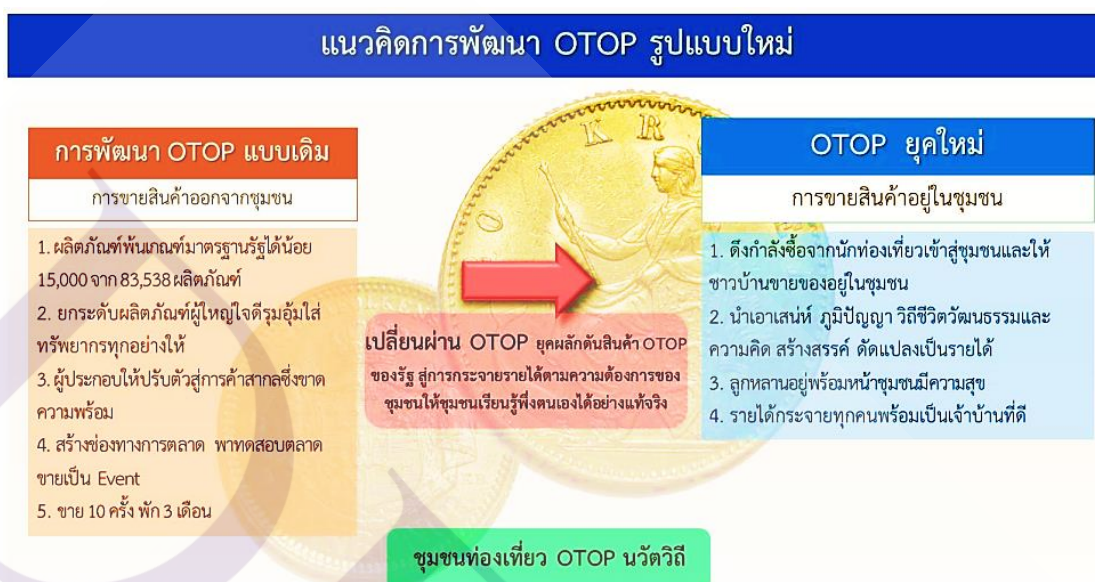 แนวคิดการพัฒนา OTOP รูปแบบใหม่
การพัฒนา OTOP แบบเดิม
การขายสินค้าออกจากชุมชน
1. ผลิตภัณฑ์พ้นเกณฑ์มาตรฐานรัฐได้น้อย
15,000 จาก 83,538 ผลิตภัณฑ์
2. ยกระดับผลิตภัณฑ์ผู้ใหญ่ใจดีรุมอุ้มใส่
ทรัพยากรทุกอย่างให้
3. ผู้ประกอบให้ปรับตัวสู่การค้าสากลซึ่งขาด
ความพร้อม
4. สร้างช่องทางการตลาด พาทดสอบตลาด
ขายเป็น Event
5. ขาย 10 ครั้ง พัก 3 เดือน
K R
เปลี่ยนผ่าน OTOP ยุคผลักดันสินค้า OTOP
ของรัฐ สู่การกระจายรายได้ตามความต้องการของ
ชุมชนให้ชุมชนเรียนรู้พึ่งตนเองได้อย่างแท้จริง
OTOP ยุคใหม่
การขายสินค้าอยู่ในชุมชน
1. ดึงกำลังซื้อจากนักท่องเที่ยวเข้าสู่ชุมชนและให้
ชาวบ้านขายของอยู่ในชุมชน
2. นำเอาเสน่ห์ ภูมิปัญญา วิถีชีวิตวัฒนธรรมและ
ความคิด สร้างสรรค์ ดัดแปลงเป็นรายได้
3. ลูกหลานอยู่พร้อมหน้าชุมชนมีความสุข
4. รายได้กระจายทุกคนพร้อมเป็นเจ้าบ้านที่ดี
ชุมชนท่องเที่ยว OTOP นวัตวิถี